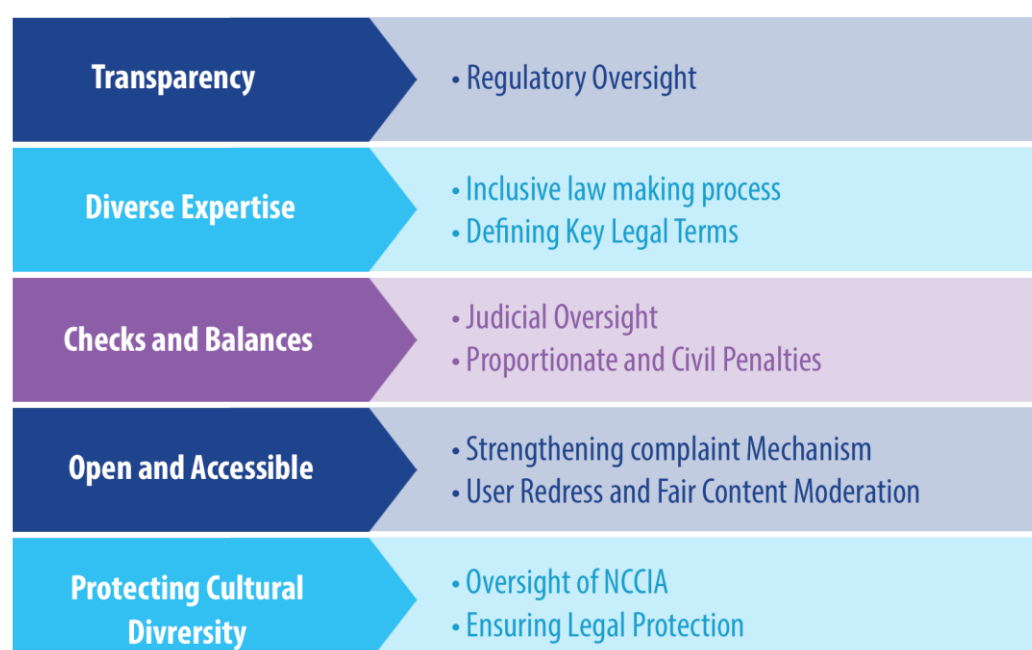 Transparency
• Regulatory Oversight
Diverse Expertise
• Inclusive law making process
• Defining Key Legal Terms
Checks and Balances
• Judicial Oversight
• Proportionate and Civil Penalties
Open and Accessible
• Strengthening complaint Mechanism
• User Redress and Fair Content Moderation
Protecting Cultural
Divrersity
• Oversight of NCCIA
• Ensuring Legal Protection